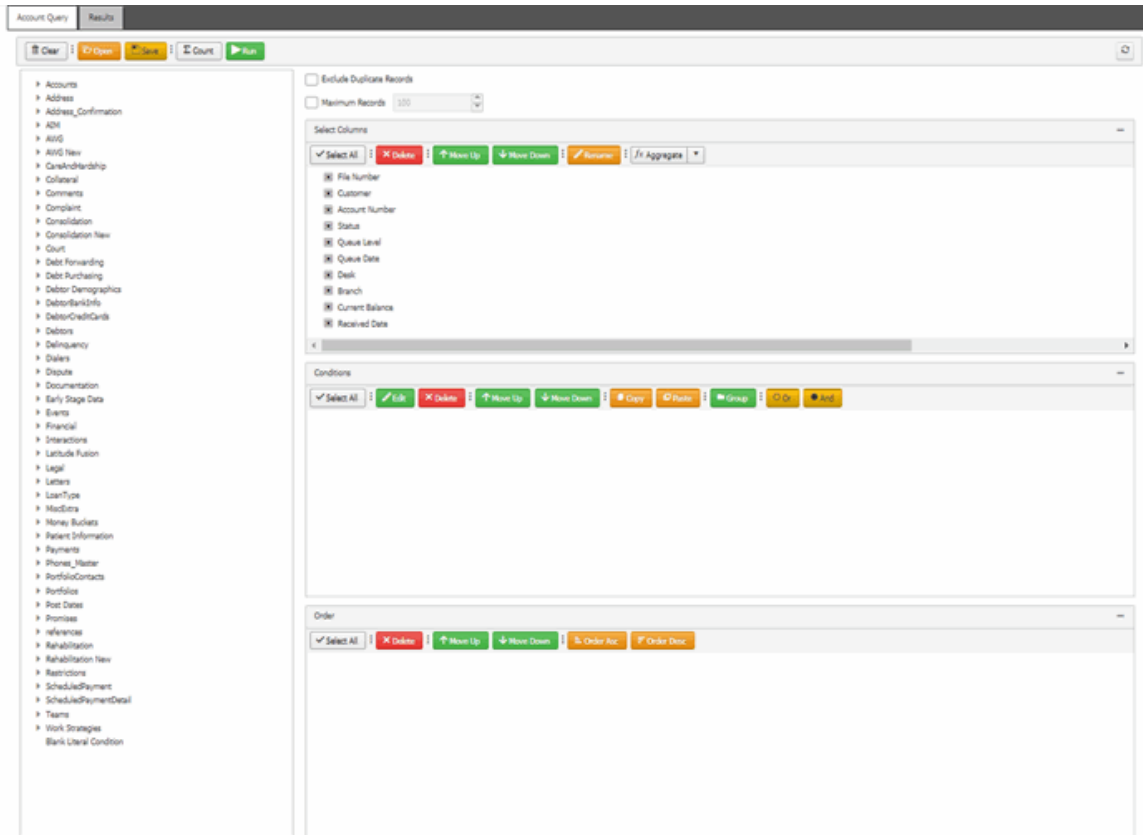 Account Query Results
Clear Open Save Count Run
Accounts
Address
Address_Confirmation
AIM
AWG
AWG New
CareAndHardship
Collateral
Comments
Complaint
Consolidation
Consolidation New
Court
Debt Forwarding
Debt Purchasing
Debtor Demographics
DebtorBankInfo
DebtorCreditCards
Debtors
Delinquency
Dialers
Dispute
Documentation
Early Stage Data
Events
Financial
Interactions
Latitude Fusion
Legal
Letters
LoanType
MiscExtra
Money Buckets
Patient Information
Payments
Phones_Master
PortfolioContacts
Portfolios
Post Dates
Promises
references
Rehabilitation
Rehabilitation New
Restrictions
ScheduledPayment
ScheduledPaymentDetail
Teams
Work Strategies
Blank Literal Condition
Exclude Duplicate Records
Maximum Records 100
Select Columns
Select All Delete Move Up Move Down Rename fx Aggregate
File Number
Customer
Account Number
Status
Queue Level
Queue Date
Desk
Branch
Current Balance
Received Date
Conditions
Select All Edit Delete Move Up Move Down Copy Paste Group Or And
Order
Select All Delete Move Up Move Down Order Asc Order Desc